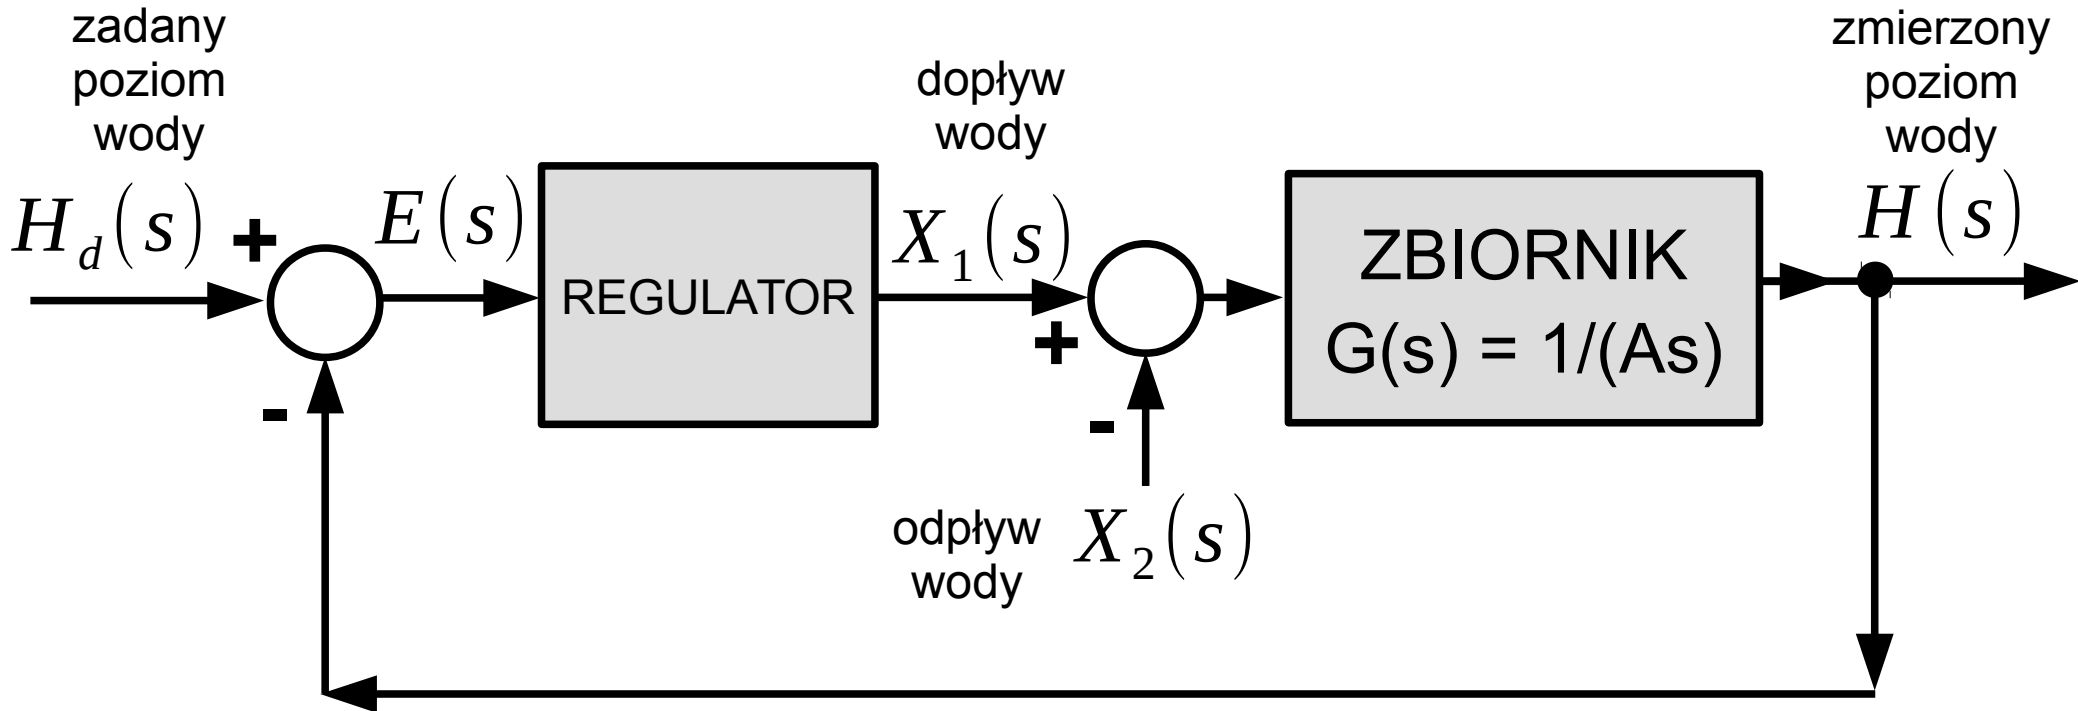 zadany
poziom
wody
H_d(s)
+
-
E(s)
REGULATOR
dopływ
wody
X_1(s)
+
-
odpływ
wody
X_2(s)
ZBIORNIK
G(s) = 1/(As)
zmierzony
poziom
wody
H(s)